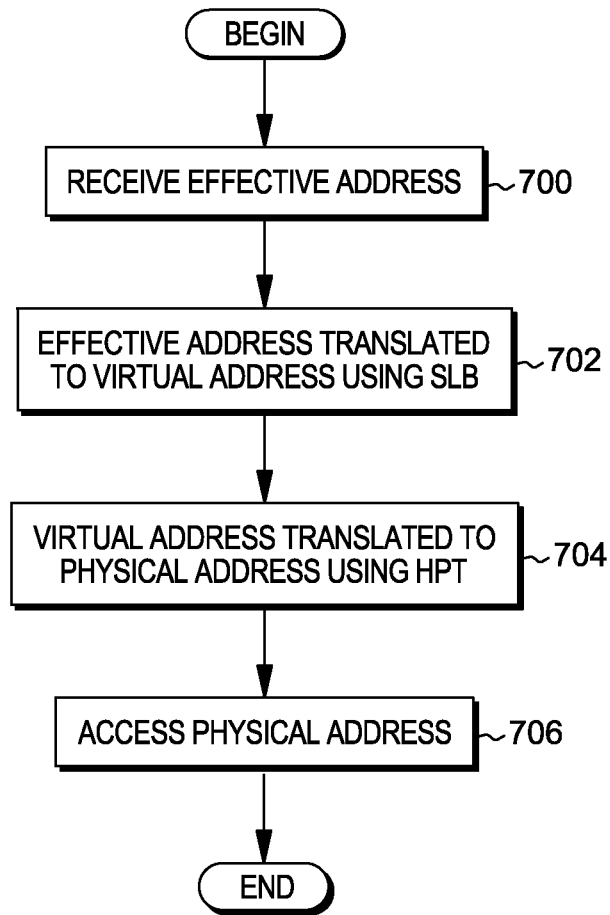 BEGIN
RECEIVE EFFECTIVE ADDRESS
700
EFFECTIVE ADDRESS TRANSLATED
TO VIRTUAL ADDRESS USING SLB
702
VIRTUAL ADDRESS TRANSLATED TO
PHYSICAL ADDRESS USING HPT
704
ACCESS PHYSICAL ADDRESS
706
END